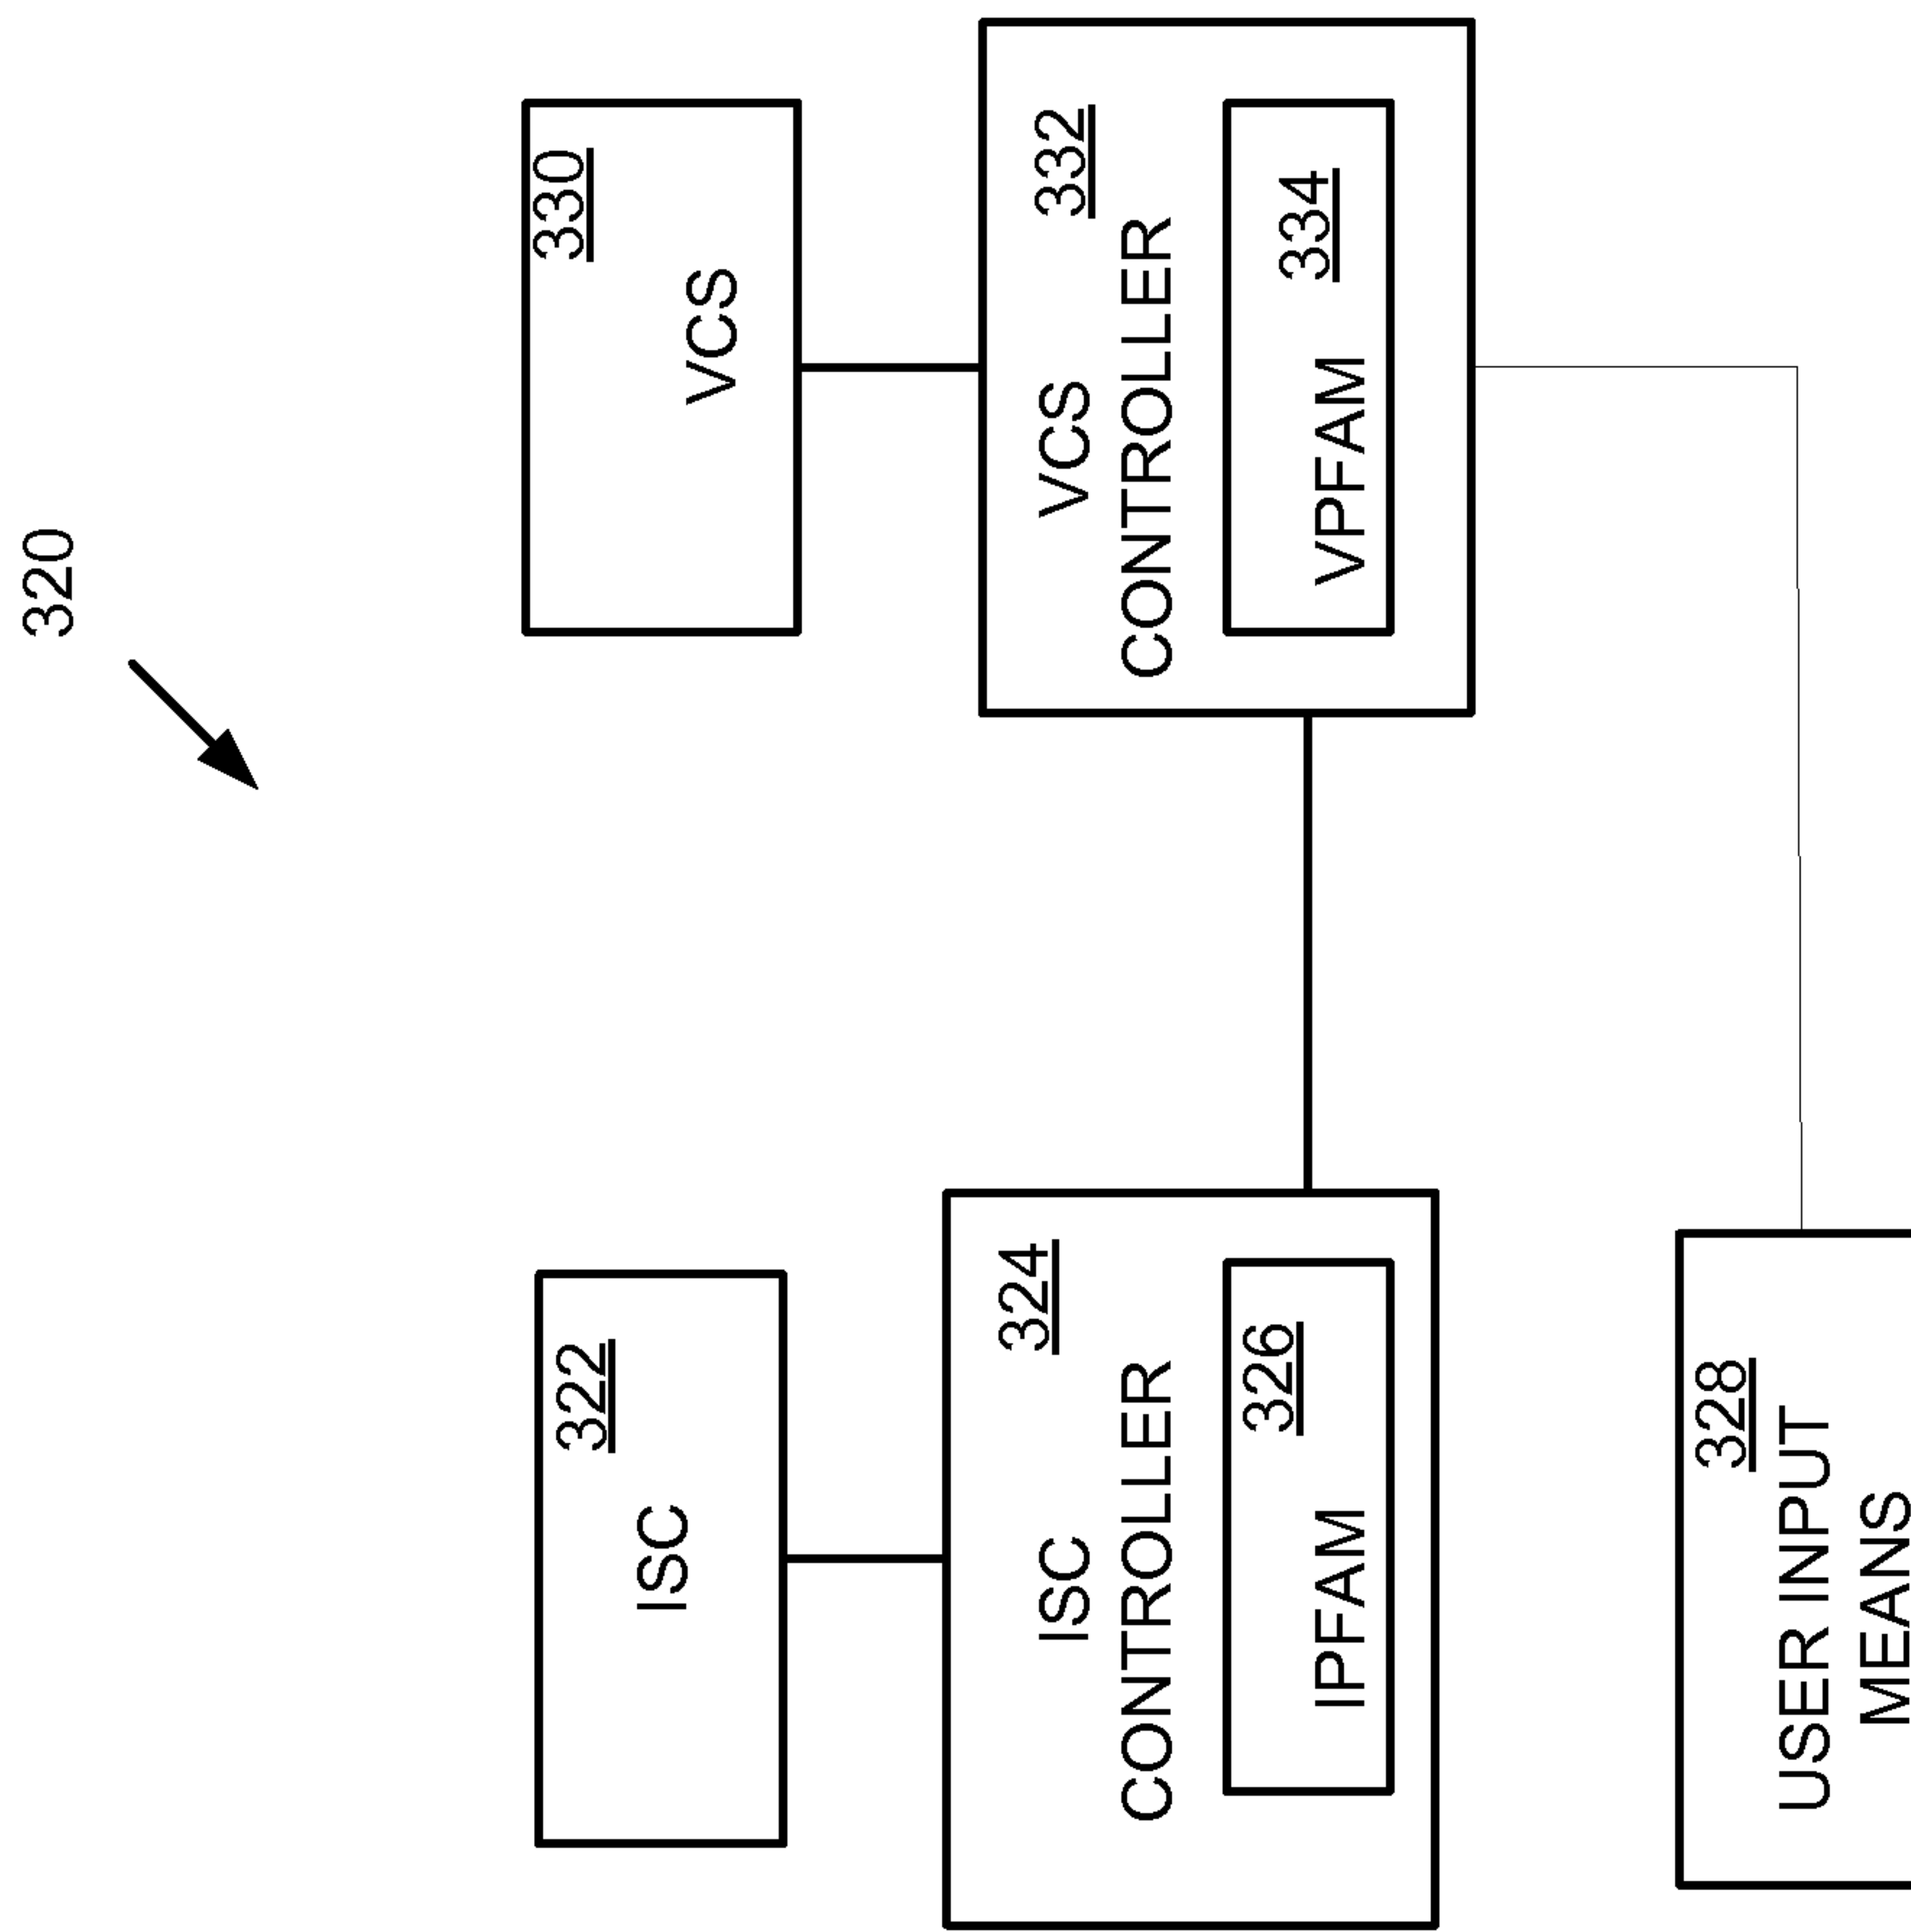 320
322
ISC
324
ISC
CONTROLLER
326
IPFAM
328
USER INPUT
MEANS
330
VCS
332
VCS
CONTROLLER
334
VPFAM